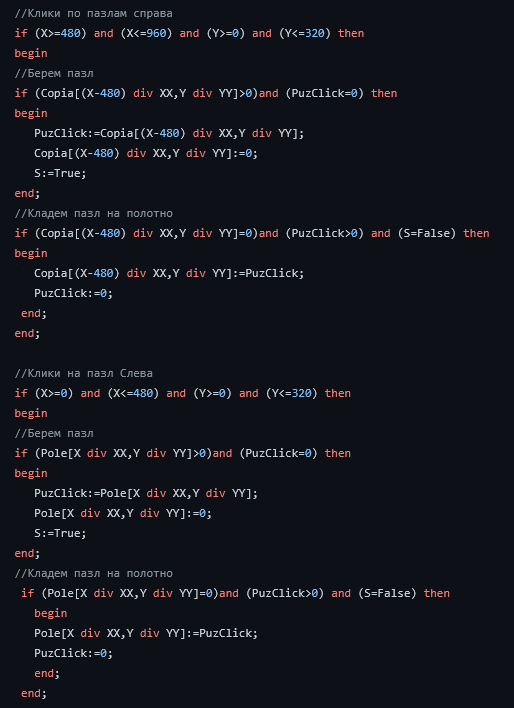 //Клики по пазлам справа
if (X>=480) and (X<=960) and (Y>=0) and (Y<=320) then
begin
//Берем пазл
if (Copia[(X-480) div XX,Y div YY]>0)and (PuzClick=0) then
begin
PuzClick:=Copia[(X-480) div XX,Y div YY];
Copia[(X-480) div XX,Y div YY]:=0;
S:=True;
end;
//Кладем пазл на полотно
if (Copia[(X-480) div XX,Y div YY]=0)and (PuzClick>0) and (S=False) then
begin
Copia[(X-480) div XX,Y div YY]:=PuzClick;
PuzClick:=0;
end;
end;
//Клики на пазл Слева
if (X>=0) and (X<=480) and (Y>=0) and (Y<=320) then
begin
//Берем пазл
if (Pole[X div XX,Y div YY]>0)and (PuzClick=0) then
begin
PuzClick:=Pole[X div XX,Y div YY];
Pole[X div XX,Y div YY]:=0;
S:=True;
end;
//Кладем пазл на полотно
if (Pole[X div XX,Y div YY]=0)and (PuzClick>0) and (S=False) then
begin
Pole[X div XX,Y div YY]:=PuzClick;
PuzClick:=0;
end;
end;